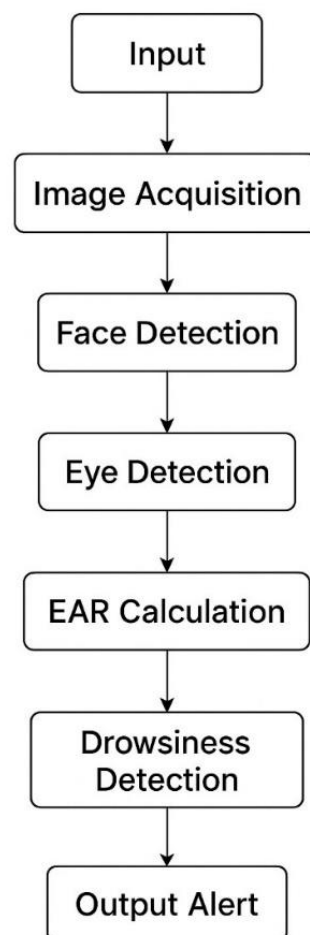 Input
Image Acquisition
Face Detection
Eye Detection
EAR Calculation
Drowsiness
Detection
Output Alert